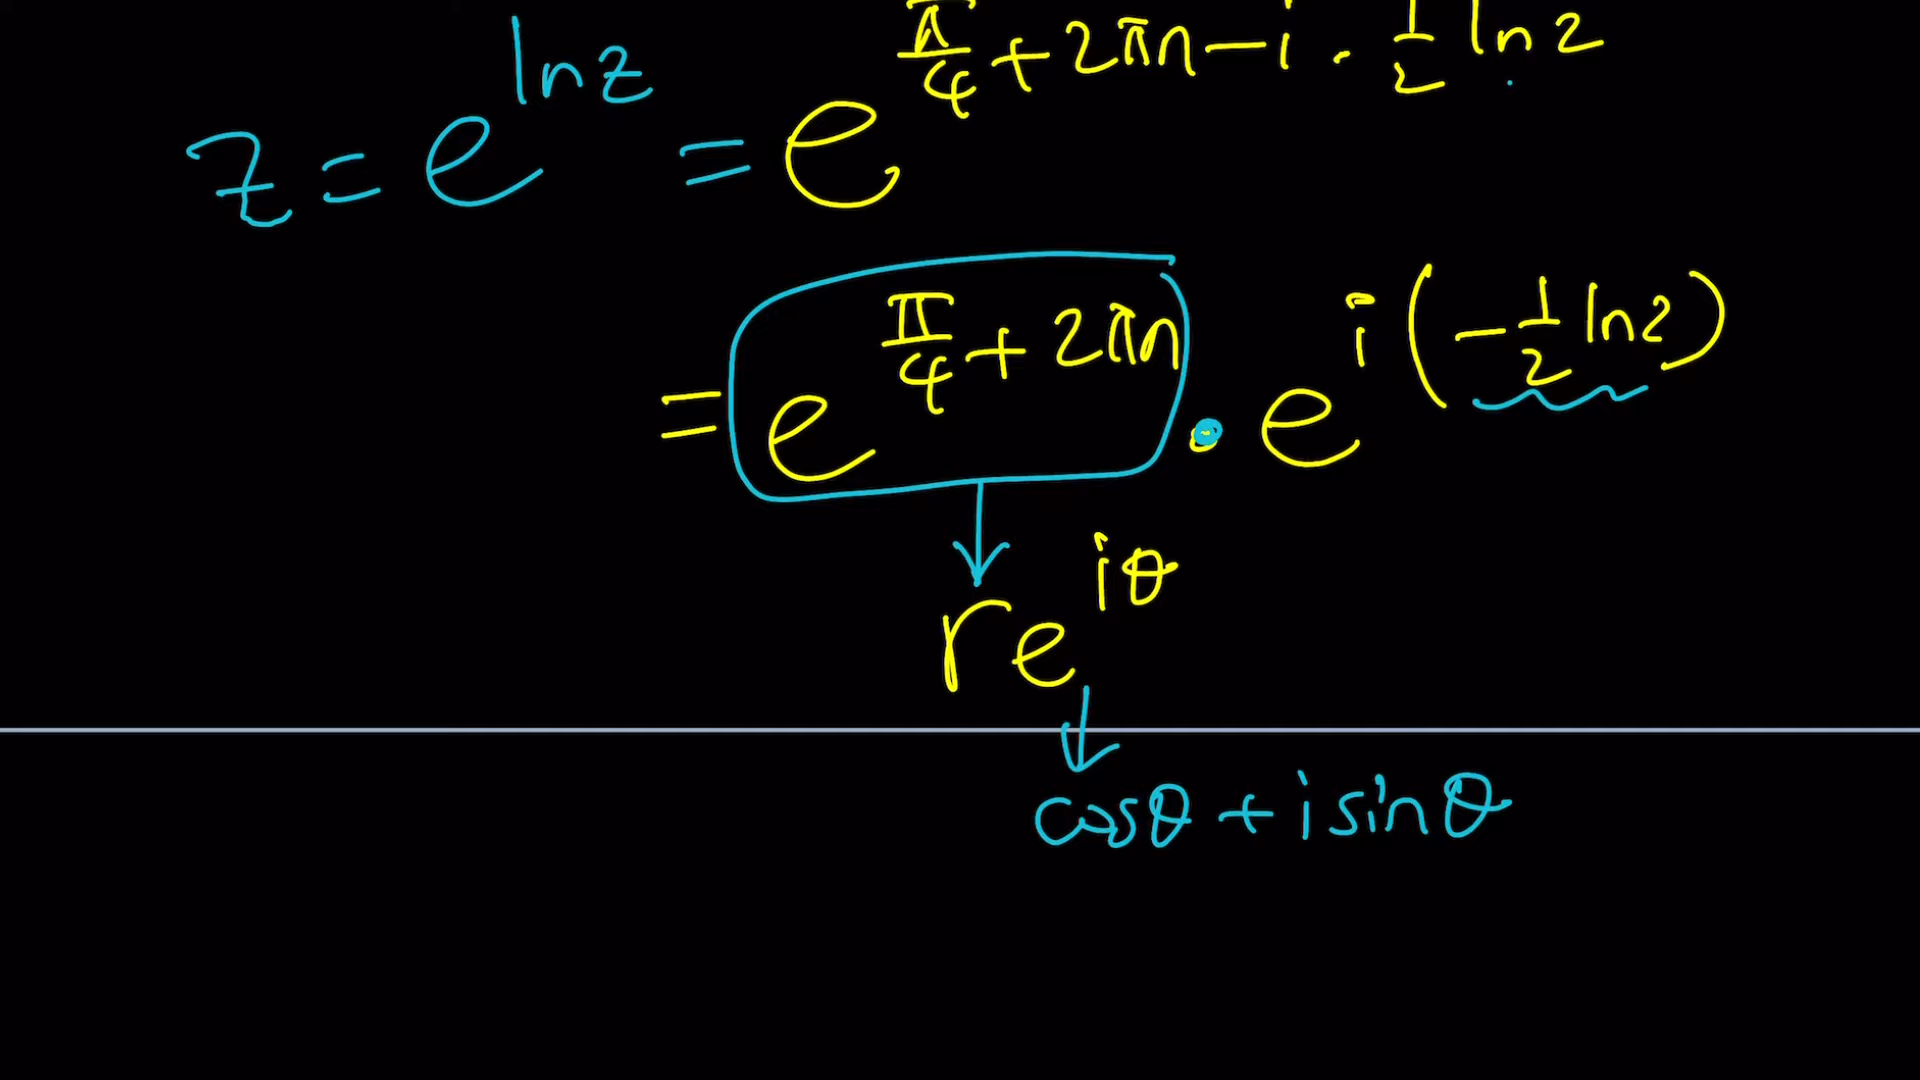 z = e^{ln z} = e^{π/4 + 2πn - i · 1/2 ln 2}
= e^{π/4 + 2πn} · e^{i(-1/2 ln 2)}
re^{iθ}
cosθ + i sinθ